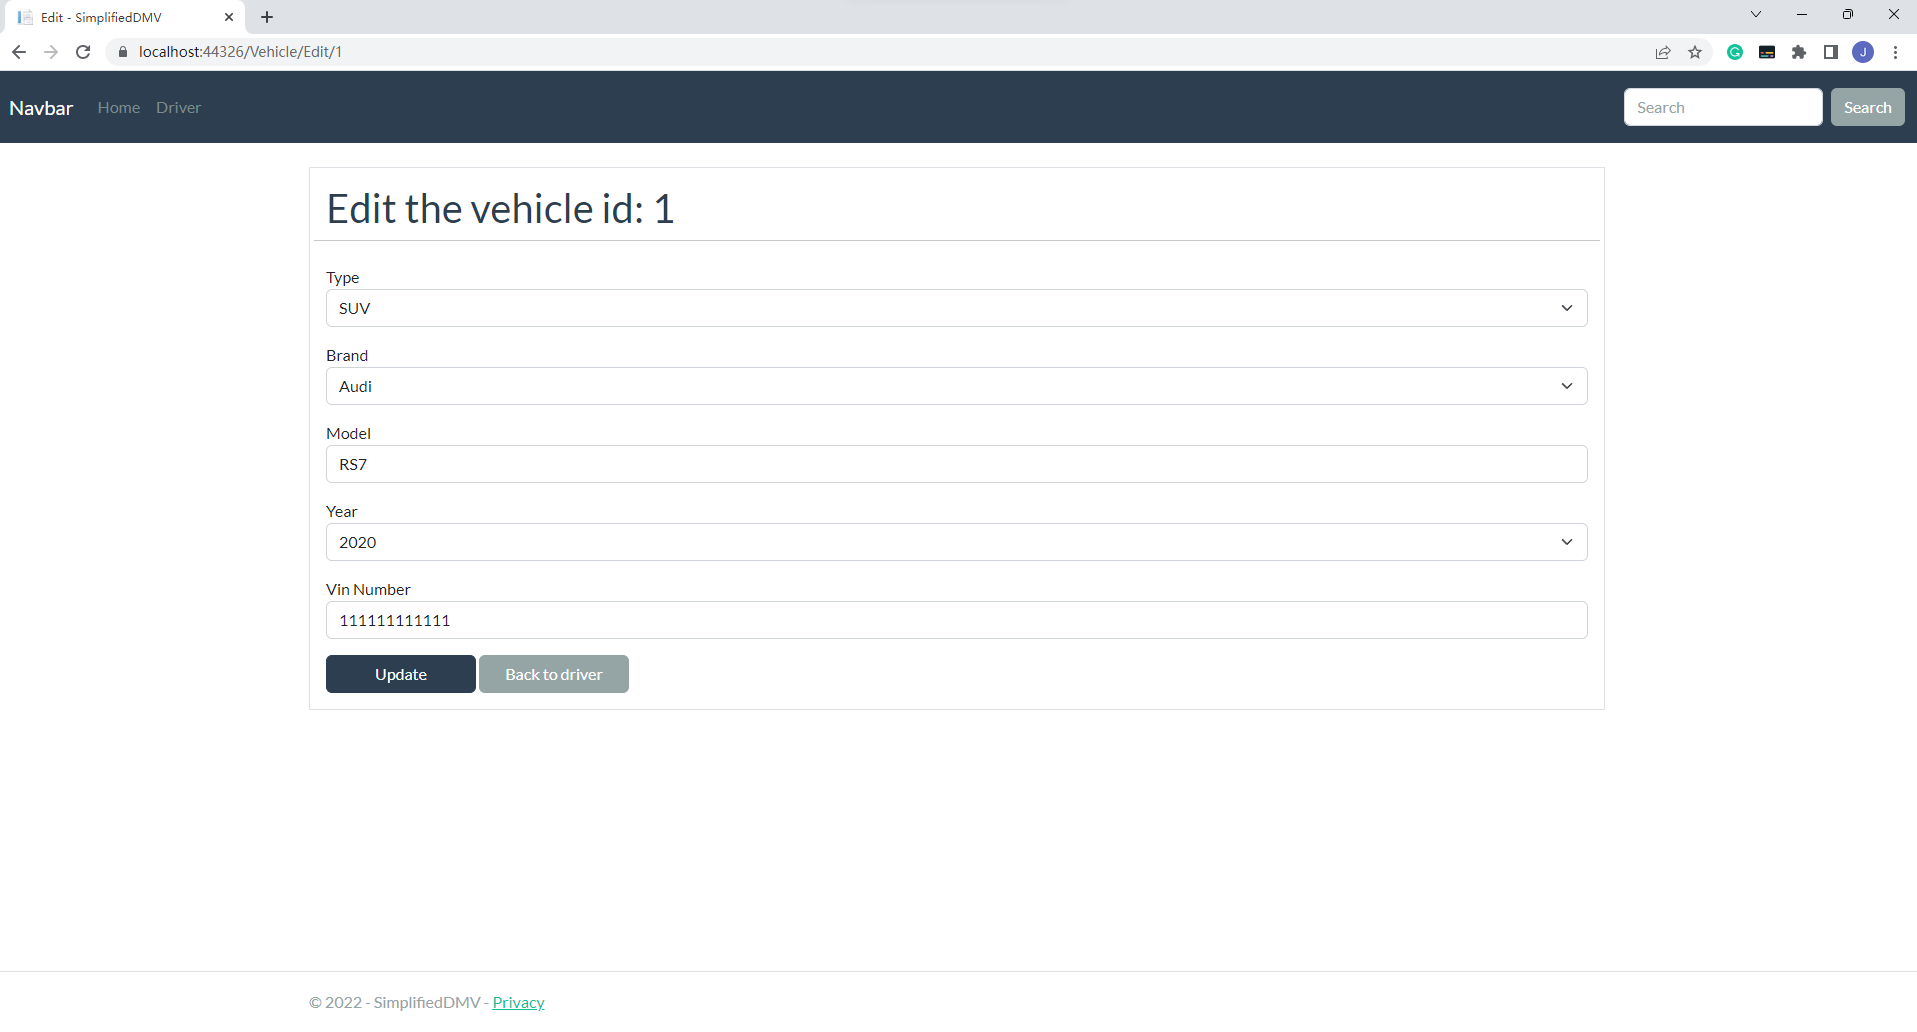 Edit - SimplifiedDMV
localhost:44326/Vehicle/Edit/1
J
Navbar Home Driver Search Search
Edit the vehicle id: 1
Type
SUV
Brand
Audi
Model
RS7
Year
2020
Vin Number
111111111111
Update Back to driver
© 2022 - SimplifiedDMV - Privacy